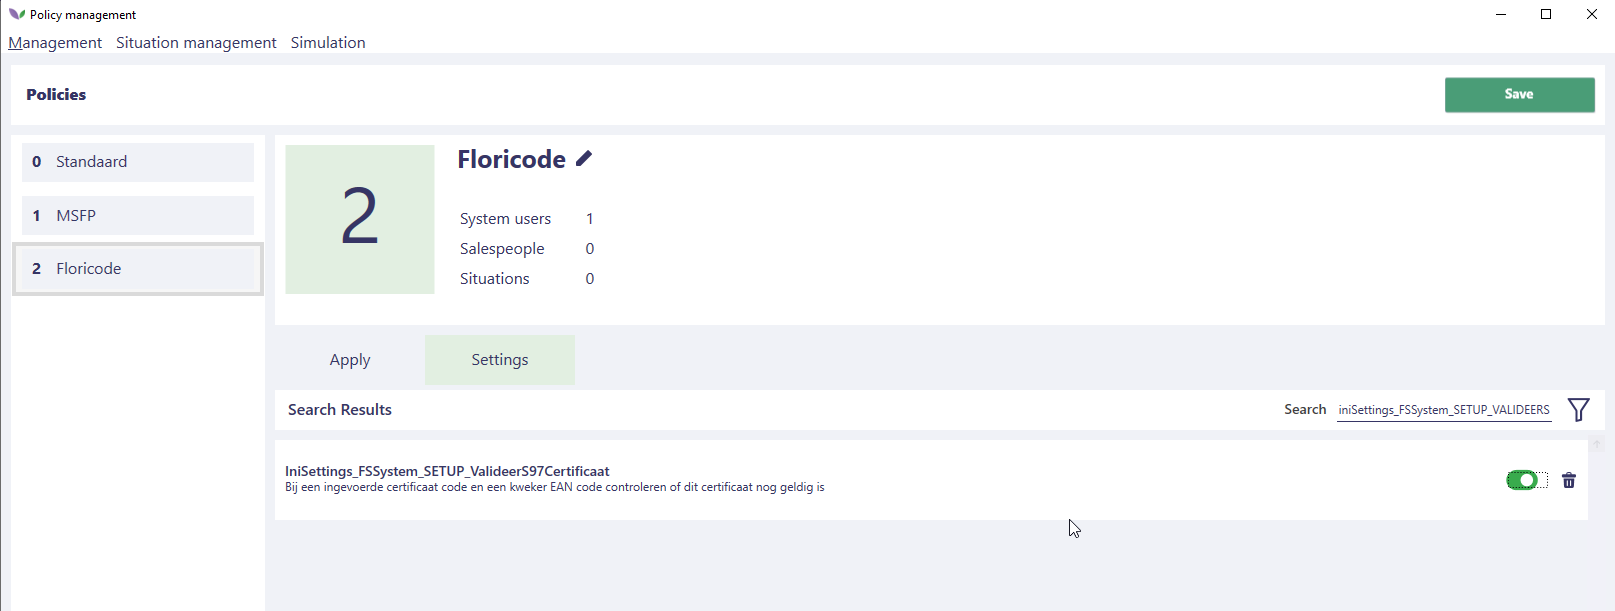 Policy management
Management Situation management Simulation
Policies
Save
0 Standaard
1 MSFP
2 Floricode
2
Floricode
System users 1
Salespeople 0
Situations 0
Apply
Settings
Search Results
Search iniSettings_FSSystem_SETUP_VALIDEERS
IniSettings_FSSystem_SETUP_ValideerS97Certificaat
Bij een ingevoerde certificaat code en een kweker EAN code controleren of dit certificaat nog geldig is